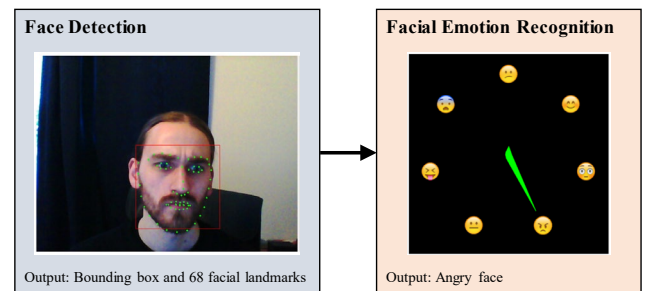 Face Detection
Output: Bounding box and 68 facial landmarks
Facial Emotion Recognition
Output: Angry face